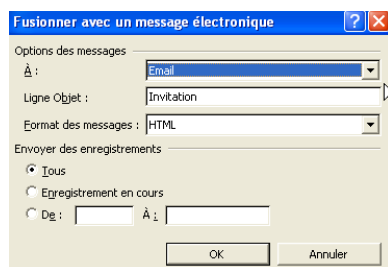 Fusionner avec un message électronique
Options des messages
À :
Email
Ligne Objet :
Invitation
Format des messages :
HTML
Envoyer des enregistrements
Tous
Enregistrement en cours
De :
À :
OK
Annuler